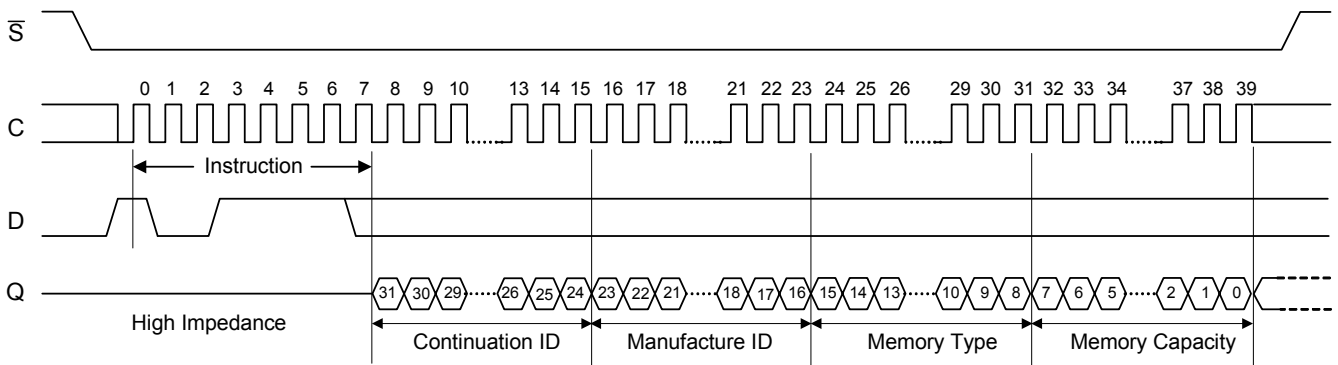 S
0 1 2 3 4 5 6 7 8 9 10 13 14 15 16 17 18 21 22 23 24 25 26 29 30 31 32 33 34 37 38 39
C
Instruction
D
Q
31 30 29 26 25 24 23 22 21 18 17 16 15 14 13 10 9 8 7 6 5 2 1 0
High Impedance
Continuation ID Manufacture ID Memory Type Memory Capacity